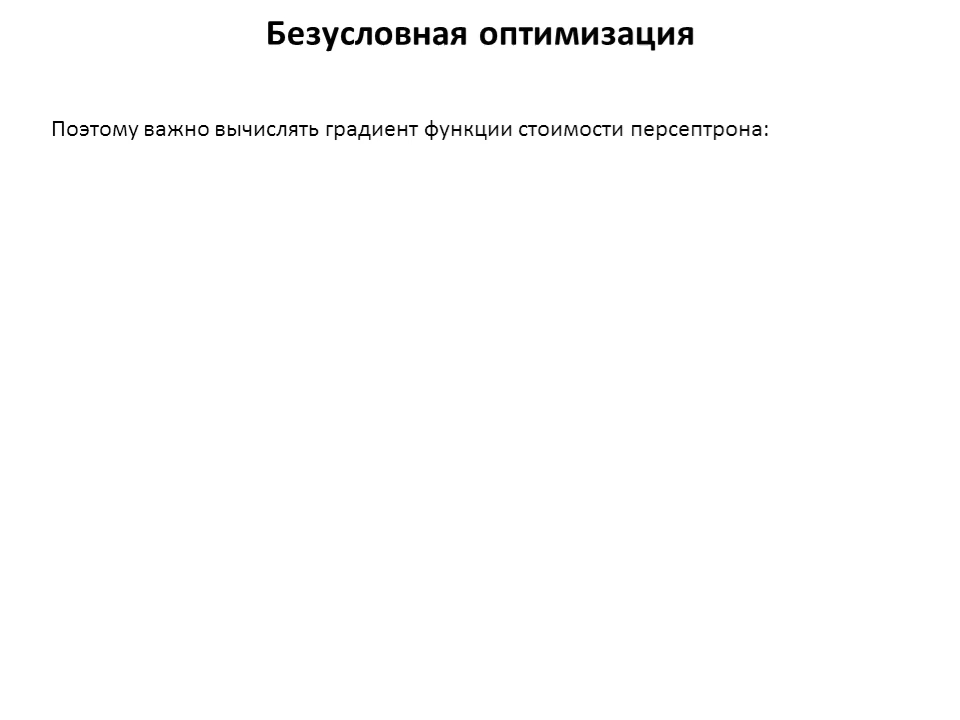 Безусловная оптимизация
Поэтому важно вычислять градиент функции стоимости персептрона: